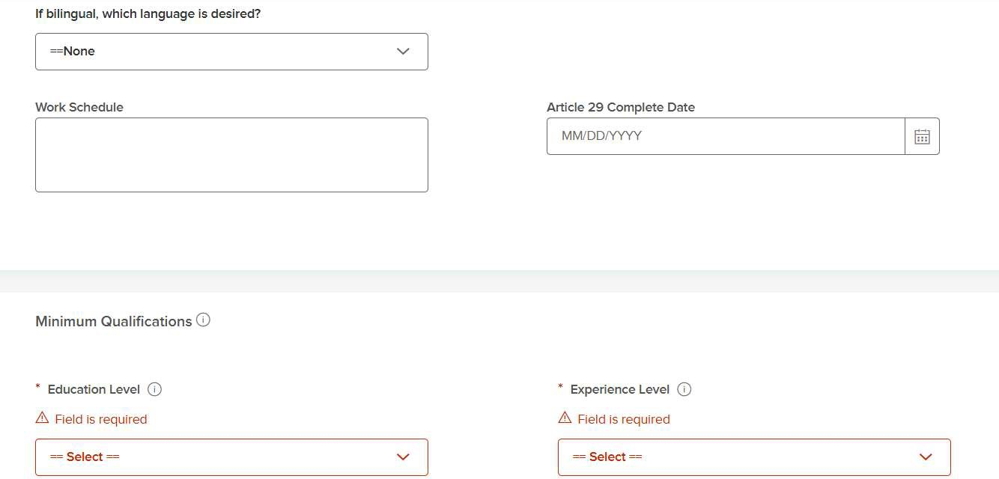 If bilingual, which language is desired?
==None
Work Schedule
Article 29 Complete Date
MM/DD/YYYY
Minimum Qualifications
* Education Level
* Experience Level
Field is required
Field is required
== Select ==
== Select ==